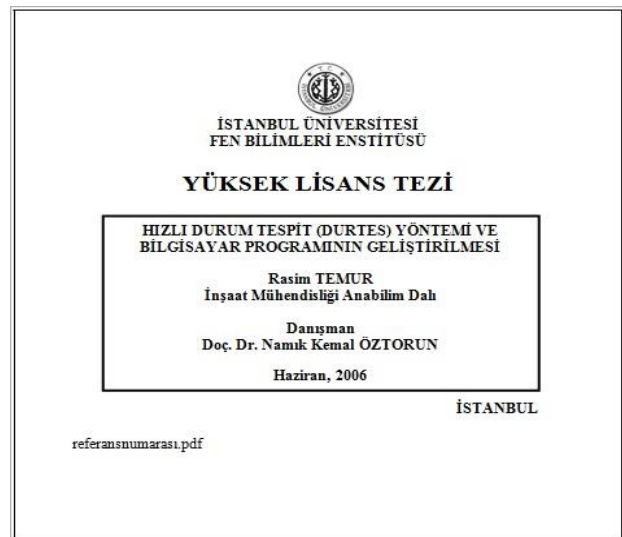 İSTANBUL ÜNİVERSİTESİ
FEN BİLİMLERİ ENSTİTÜSÜ
YÜKSEK LİSANS TEZİ
HIZLI DURUM TESPİT (DURTES) YÖNTEMİ VE
BİLGİSAYAR PROGRAMININ GELİŞTİRİLMESİ
Rasim TEMUR
İnşaat Mühendisliği Anabilim Dalı
Danışman
Doç. Dr. Namık Kemal ÖZTORUN
Haziran, 2006
İSTANBUL
referansnumarası.pdf